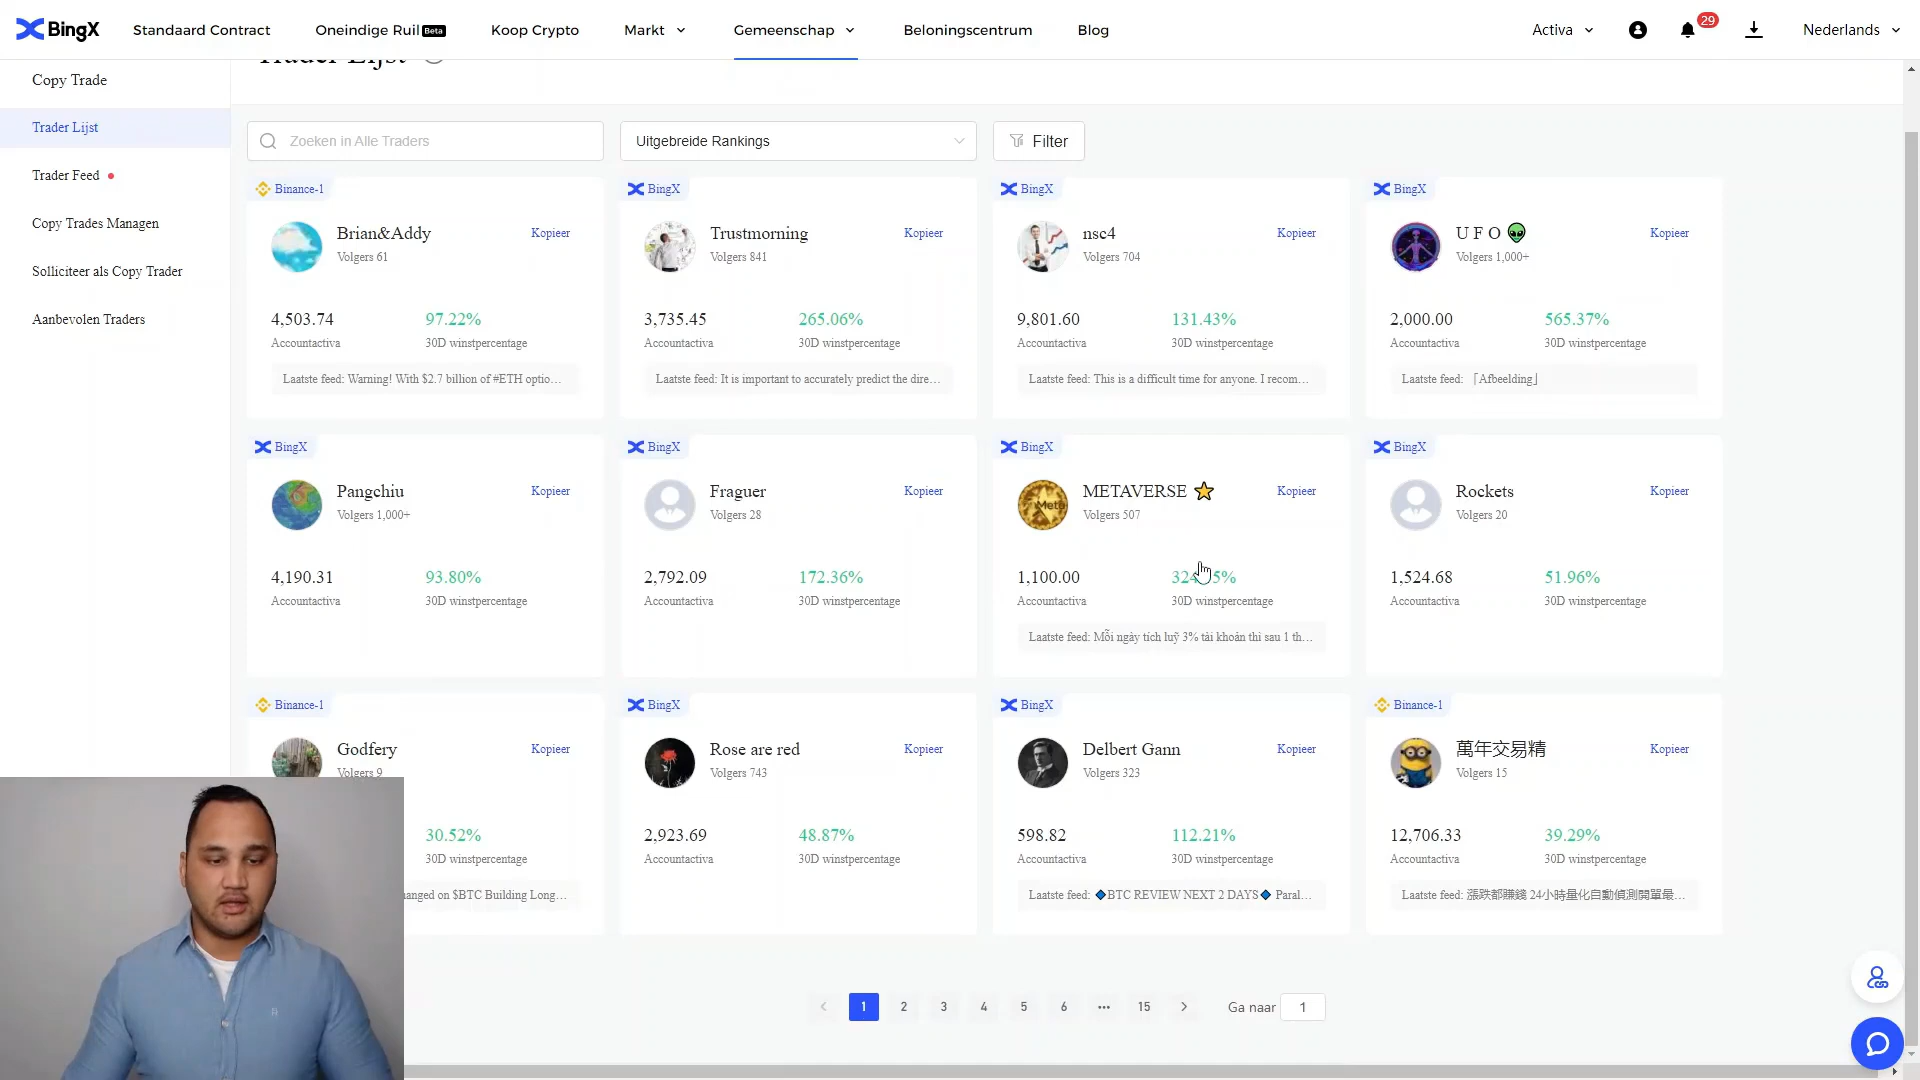 BingX
Standaard Contract
Oneindige Ruil Beta
Koop Crypto
Markt
Gemeenschap
Beloningscentrum
Blog
Activa
29
Nederlands
Copy Trade
Trader Lijst
Trader Feed
Copy Trades Managen
Solliciteer als Copy Trader
Aanbevolen Traders
Trader Lijst
Zoeken in Alle Traders
Uitgebreide Rankings
Filter
Binance-1
Brian&Addy
Kopieer
Volgers 61
4,503.74
97.22%
Accountactiva
30D winstpercentage
Laatste feed: Warning! With $2.7 billion of #ETH optio...
BingX
Trustmorning
Kopieer
Volgers 841
3,735.45
265.06%
Accountactiva
30D winstpercentage
Laatste feed: It is important to accurately predict the dire...
BingX
nsc4
Kopieer
Volgers 704
9,801.60
131.43%
Accountactiva
30D winstpercentage
Laatste feed: This is a difficult time for anyone. I recom...
BingX
U F O 👽
Kopieer
Volgers 1,000+
2,000.00
565.37%
Accountactiva
30D winstpercentage
Laatste feed: 「Afbeelding」
BingX
Pangchiu
Kopieer
Volgers 1,000+
4,190.31
93.80%
Accountactiva
30D winstpercentage
BingX
Fraguer
Kopieer
Volgers 28
2,792.09
172.36%
Accountactiva
30D winstpercentage
BingX
METAVERSE ⭐
Kopieer
Volgers 507
1,100.00
Accountactiva
30D winstpercentage
Laatste feed: Mỗi ngày tích luỹ 3% tài khoản thì sau 1 th...
BingX
Rockets
Kopieer
Volgers 20
1,524.68
51.96%
Accountactiva
30D winstpercentage
Binance-1
Godfery
Kopieer
Volgers 9
30.52%
30D winstpercentage
anged on $BTC Building Long...
BingX
Rose are red
Kopieer
Volgers 743
2,923.69
48.87%
Accountactiva
30D winstpercentage
BingX
Delbert Gann
Kopieer
Volgers 323
598.82
112.21%
Accountactiva
30D winstpercentage
Laatste feed: 🔷BTC REVIEW NEXT 2 DAYS🔷 Paral...
Binance-1
萬年交易精
Kopieer
Volgers 15
12,706.33
39.29%
Accountactiva
30D winstpercentage
Laatste feed: 漲跌都賺錢 24小時量化自動偵測開單最...
1 2 3 4 5 6 ••• 15
Ga naar 1